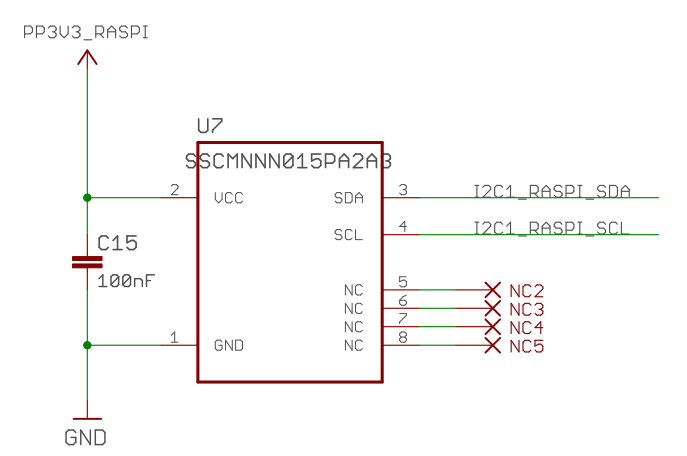 PP3V3_RASPI
U7
SSCMNNN015PA2A3
2 VCC SDA 3 I2C1_RASPI_SDA
SCL 4 I2C1_RASPI_SCL
C15
100nF
NC 5 NC2
NC 6 NC3
NC 7 NC4
1 GND NC 8 NC5
GND